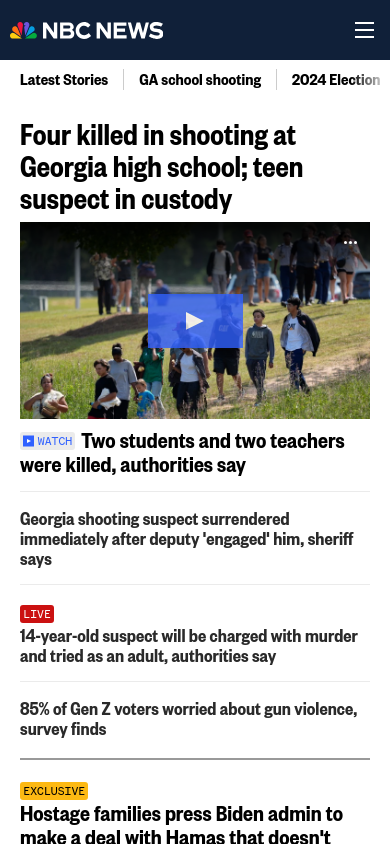 NBC NEWS
Latest Stories
GA school shooting
2024 Election
Four killed in shooting at
Georgia high school; teen
suspect in custody
WATCH Two students and two teachers
were killed, authorities say
Georgia shooting suspect surrendered
immediately after deputy 'engaged' him, sheriff
says
LIVE
14-year-old suspect will be charged with murder
and tried as an adult, authorities say
85% of Gen Z voters worried about gun violence,
survey finds
EXCLUSIVE
Hostage families press Biden admin to
make a deal with Hamas that doesn't